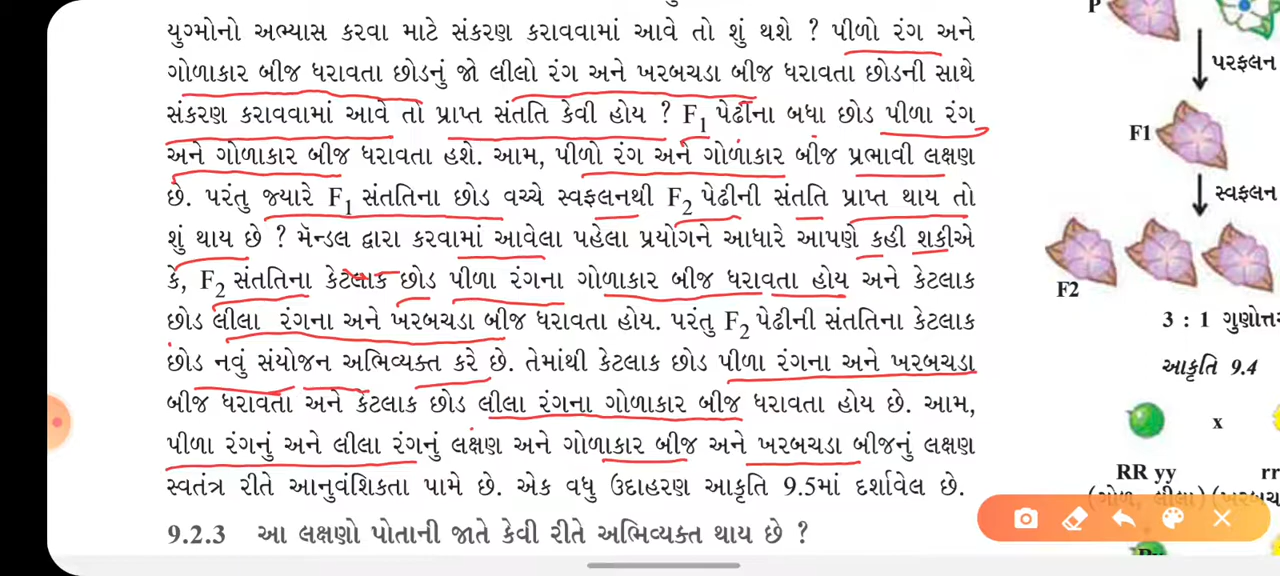 યુગ્મોનો અભ્યાસ કરવા માટે સંકરણ કરાવવામાં આવે તો શું થશે ? પીળો રંગ અને
ગોળાકાર બીજ ધરાવતા છોડનું જો લીલો રંગ અને ખરબચડા બીજ ધરાવતા છોડની સાથે
સંકરણ કરાવવામાં આવે તો પ્રાપ્ત સંતતિ કેવી હોય ? F1 પેઢીના બધા છોડ પીળા રંગ
અને ગોળાકાર બીજ ધરાવતા હશે. આમ, પીળો રંગ અને ગોળાકાર બીજ પ્રભાવી લક્ષણ
છે. પરંતુ જ્યારે F1 સંતતિના છોડ વચ્ચે સ્વફલનથી F2 પેઢીની સંતતિ પ્રાપ્ત થાય તો
શું થાય છે ? મૅન્ડલ દ્વારા કરવામાં આવેલા પહેલા પ્રયોગને આધારે આપણે કહી શકીએ
કે, F2 સંતતિના કેટલાક છોડ પીળા રંગના ગોળાકાર બીજ ધરાવતા હોય અને કેટલાક
છોડ લીલા રંગના અને ખરબચડા બીજ ધરાવતા હોય. પરંતુ F2 પેઢીની સંતતિના કેટલાક
છોડ નવું સંયોજન અભિવ્યક્ત કરે છે. તેમાંથી કેટલાક છોડ પીળા રંગના અને ખરબચડા
બીજ ધરાવતા અને કેટલાક છોડ લીલા રંગના ગોળાકાર બીજ ધરાવતા હોય છે. આમ,
પીળા રંગનું અને લીલા રંગનું લક્ષણ અને ગોળાકાર બીજ અને ખરબચડા બીજનું લક્ષણ
સ્વતંત્ર રીતે આનુવંશિકતા પામે છે. એક વધુ ઉદાહરણ આકૃતિ 9.5માં દર્શાવેલ છે.
9.2.3 આ લક્ષણો પોતાની જાતે કેવી રીતે અભિવ્યક્ત થાય છે ?
P
પરફલન
F1
સ્વફલન
F2
3 : 1
આકૃતિ 9.4
x
RR yy
(ગોળ, લીલા)